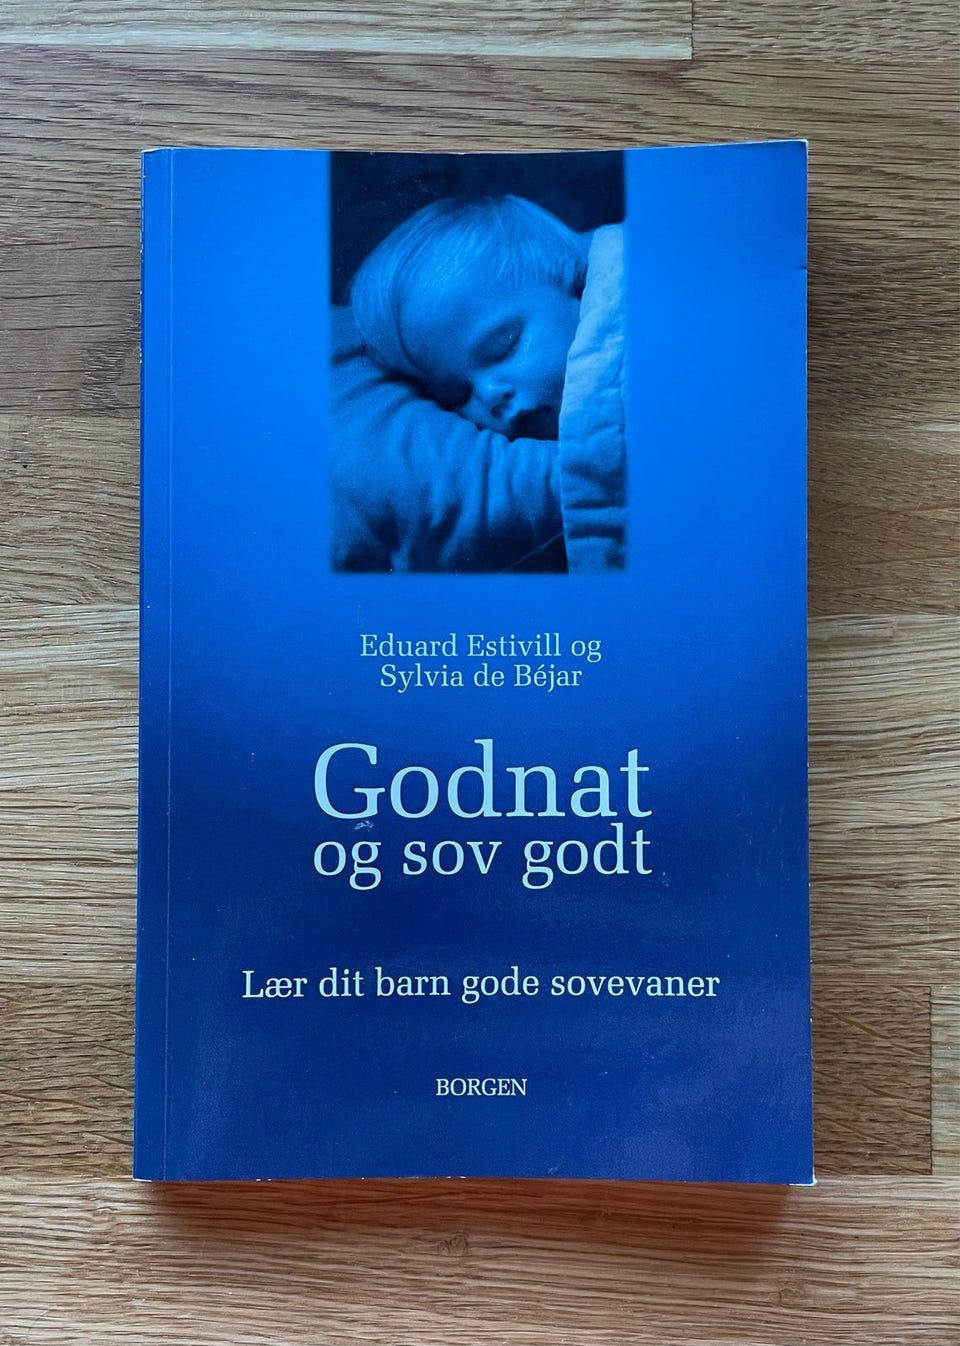 Eduard Estivill og
Sylvia de Béjar
Godnat
og sov godt
Lær dit barn gode sovevaner
BORGEN